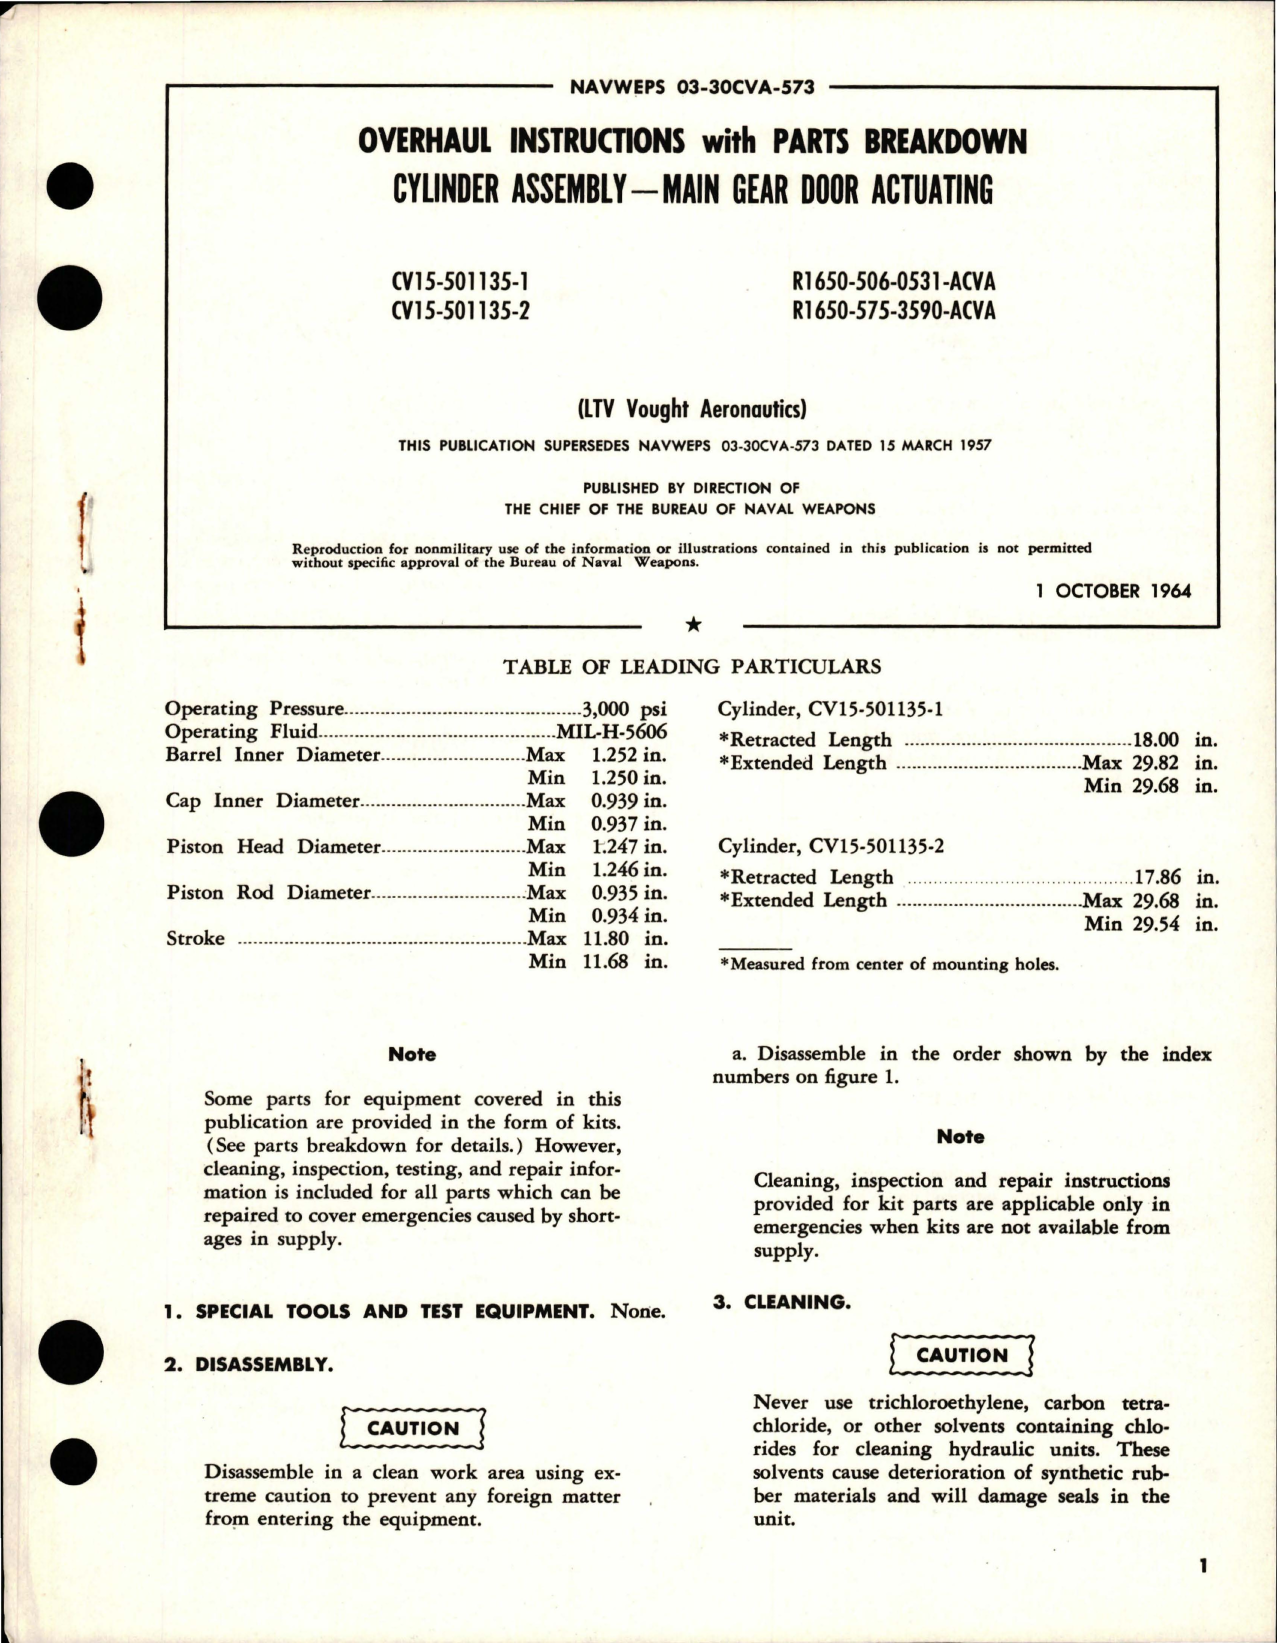 NAVWEPS 03-30CVA-573
OVERHAUL INSTRUCTIONS with PARTS BREAKDOWN
CYLINDER ASSEMBLY—MAIN GEAR DOOR ACTUATING
CV15-501135-1 R1650-506-0531-ACVA
CV15-501135-2 R1650-575-3590-ACVA
(LTV Vought Aeronautics)
THIS PUBLICATION SUPERSEDES NAVWEPS 03-30CVA-573 DATED 15 MARCH 1957
PUBLISHED BY DIRECTION OF
THE CHIEF OF THE BUREAU OF NAVAL WEAPONS
Reproduction for nonmilitary use of the information or illustrations contained in this publication is not permitted
without specific approval of the Bureau of Naval Weapons.
1 OCTOBER 1964
★
TABLE OF LEADING PARTICULARS
Operating Pressure ........ 3,000 psi
Operating Fluid ........ MIL-H-5606
Barrel Inner Diameter ........ Max 1.252 in.
Min 1.250 in.
Cap Inner Diameter ........ Max 0.939 in.
Min 0.937 in.
Piston Head Diameter ........ Max 1.247 in.
Min 1.246 in.
Piston Rod Diameter ........ Max 0.935 in.
Min 0.934 in.
Stroke ........ Max 11.80 in.
Min 11.68 in.
Cylinder, CV15-501135-1
*Retracted Length ........ 18.00 in.
*Extended Length ........ Max 29.82 in.
Min 29.68 in.
Cylinder, CV15-501135-2
*Retracted Length ........ 17.86 in.
*Extended Length ........ Max 29.68 in.
Min 29.54 in.
*Measured from center of mounting holes.
Note
Some parts for equipment covered in this
publication are provided in the form of kits.
(See parts breakdown for details.) However,
cleaning, inspection, testing, and repair infor-
mation is included for all parts which can be
repaired to cover emergencies caused by short-
ages in supply.
1. SPECIAL TOOLS AND TEST EQUIPMENT. None.
2. DISASSEMBLY.
CAUTION
Disassemble in a clean work area using ex-
treme caution to prevent any foreign matter
from entering the equipment.
a. Disassemble in the order shown by the index
numbers on figure 1.
Note
Cleaning, inspection and repair instructions
provided for kit parts are applicable only in
emergencies when kits are not available from
supply.
3. CLEANING.
CAUTION
Never use trichloroethylene, carbon tetra-
chloride, or other solvents containing chlo-
rides for cleaning hydraulic units. These
solvents cause deterioration of synthetic rub-
ber materials and will damage seals in the
unit.
1